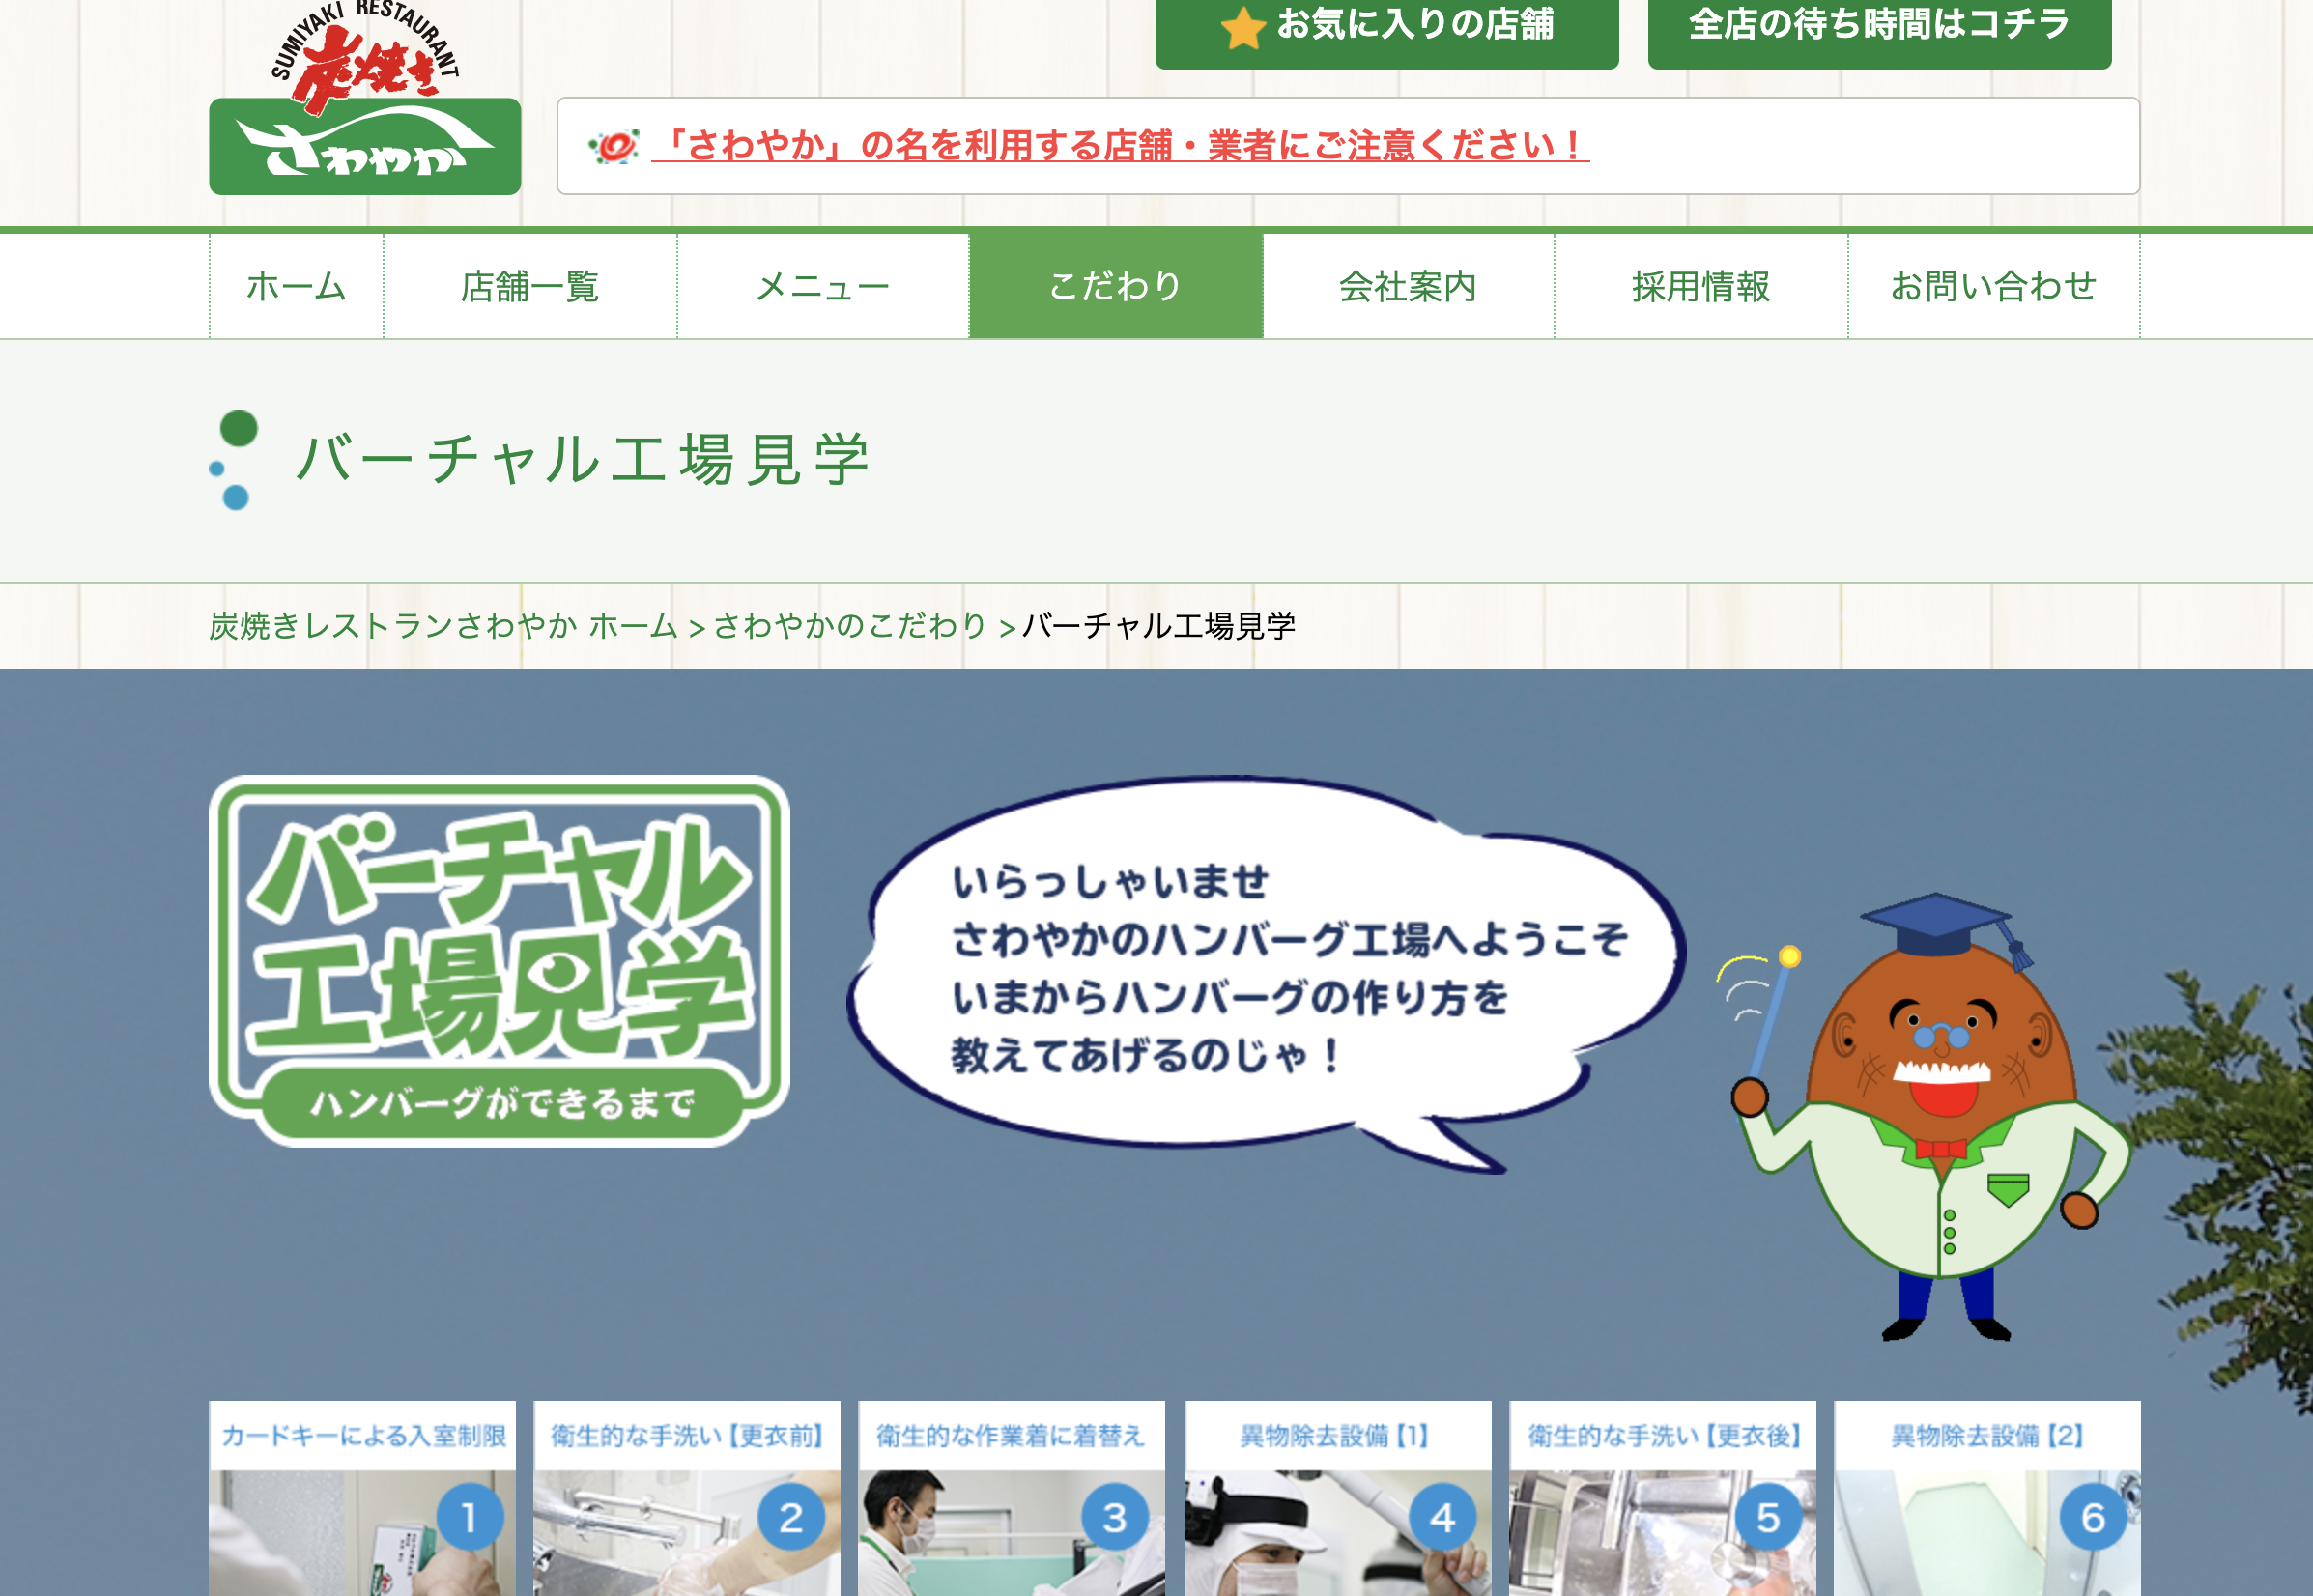 SUMIYAKI RESTAURANT
炭焼き
さわやか
お気に入りの店舗
全店の待ち時間はコチラ
「さわやか」の名を利用する店舗・業者にご注意ください！
ホーム
店舗一覧
メニュー
こだわり
会社案内
採用情報
お問い合わせ
バーチャル工場見学
炭焼きレストランさわやか ホーム >さわやかのこだわり >バーチャル工場見学
バーチャル
工場見学
ハンバーグができるまで
いらっしゃいませ
さわやかのハンバーグ工場へようこそ
いまからハンバーグの作り方を
教えてあげるのじゃ！
カードキーによる入室制限
1
衛生的な手洗い【更衣前】
2
衛生的な作業着に着替え
3
異物除去設備【1】
4
衛生的な手洗い【更衣後】
5
異物除去設備【2】
6